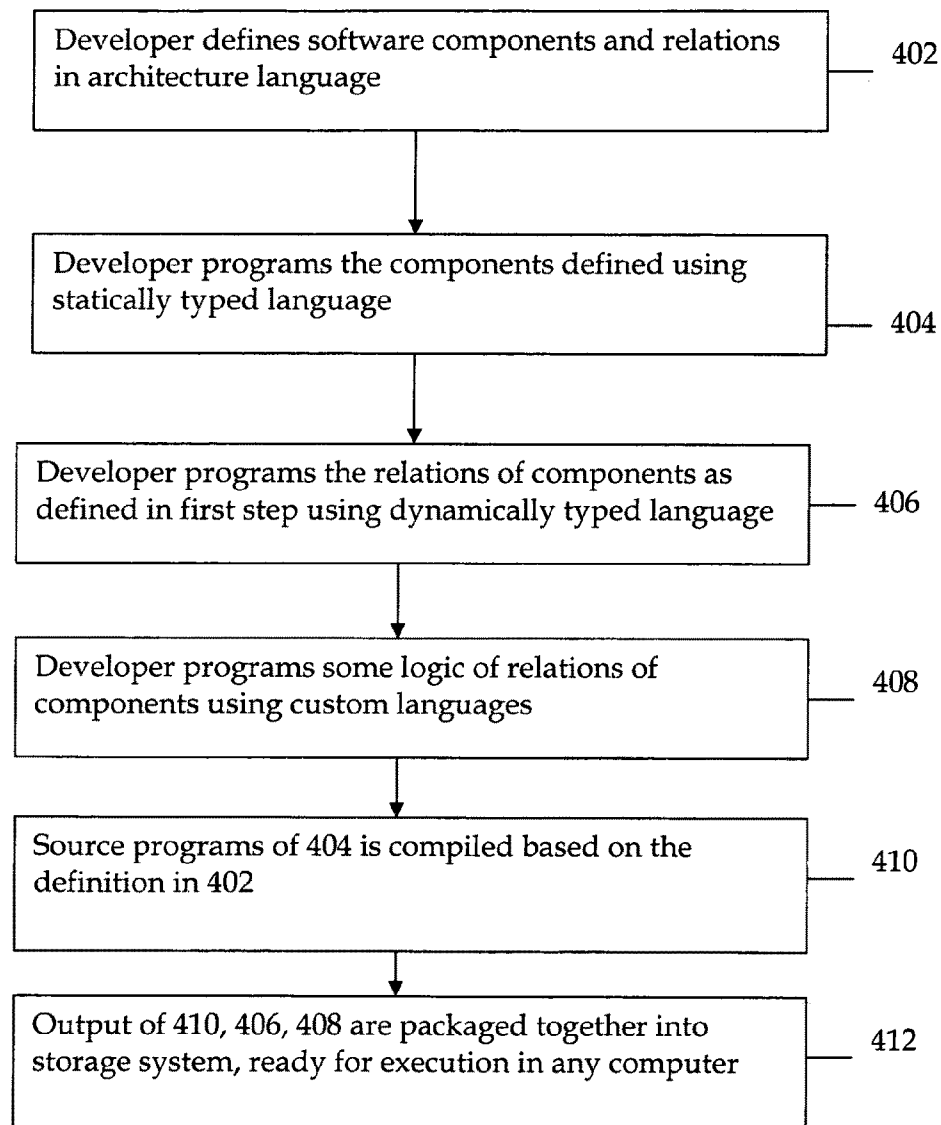 Developer defines software components and relations
in architecture language
402
Developer programs the components defined using
statically typed language
404
Developer programs the relations of components as
defined in first step using dynamically typed language
406
Developer programs some logic of relations of
components using custom languages
408
Source programs of 404 is compiled based on the
definition in 402
410
Output of 410, 406, 408 are packaged together into
storage system, ready for execution in any computer
412